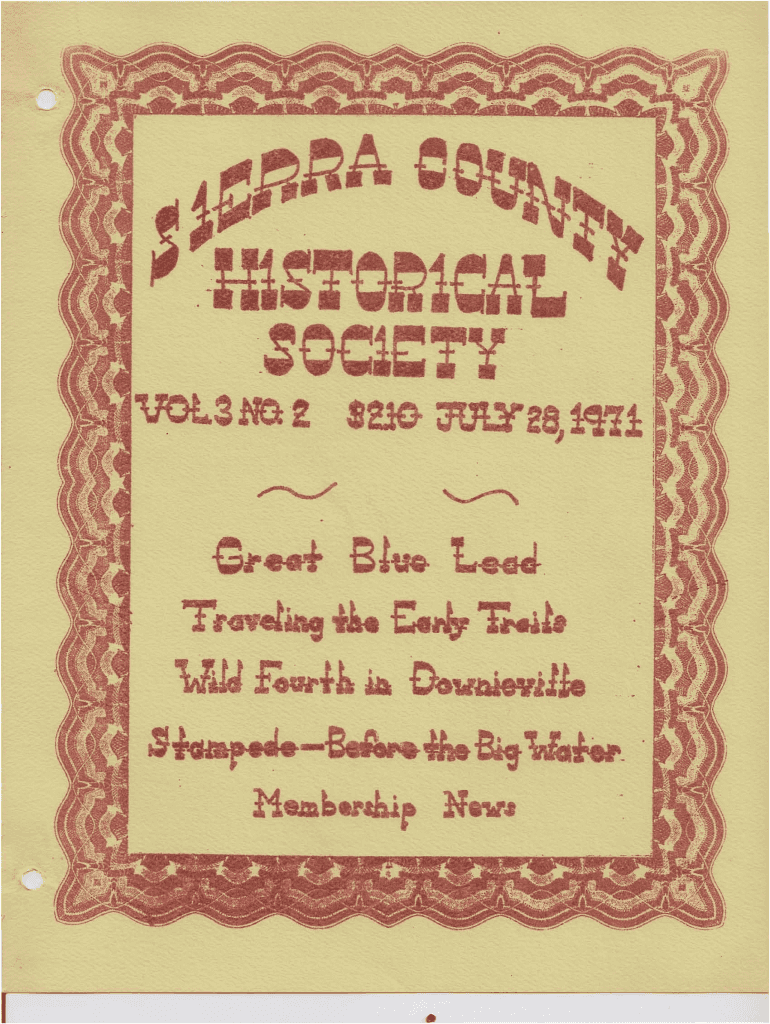 SIERRA COUNTY
HISTORICAL
SOCIETY
VOL 3 NO. 2 $2.10 JULY 28, 1971
Great Blue Lead
Traveling the Early Trails
Wild Fourth in Downieville
Stampede—Before the Big Water
Membership News